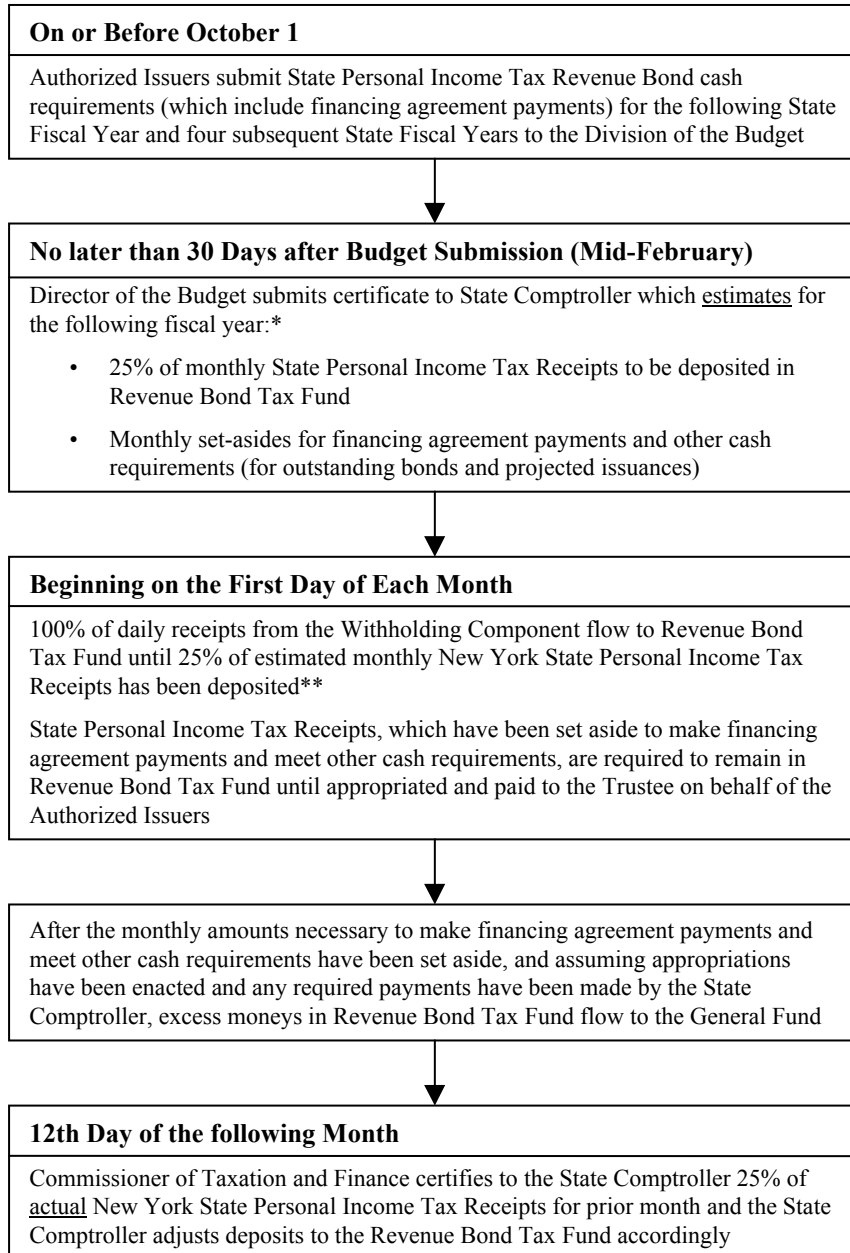 On or Before October 1
Authorized Issuers submit State Personal Income Tax Revenue Bond cash
requirements (which include financing agreement payments) for the following State
Fiscal Year and four subsequent State Fiscal Years to the Division of the Budget
No later than 30 Days after Budget Submission (Mid-February)
Director of the Budget submits certificate to State Comptroller which estimates for
the following fiscal year:*
• 25% of monthly State Personal Income Tax Receipts to be deposited in
Revenue Bond Tax Fund
• Monthly set-asides for financing agreement payments and other cash
requirements (for outstanding bonds and projected issuances)
Beginning on the First Day of Each Month
100% of daily receipts from the Withholding Component flow to Revenue Bond
Tax Fund until 25% of estimated monthly New York State Personal Income Tax
Receipts has been deposited**
State Personal Income Tax Receipts, which have been set aside to make financing
agreement payments and meet other cash requirements, are required to remain in
Revenue Bond Tax Fund until appropriated and paid to the Trustee on behalf of the
Authorized Issuers
After the monthly amounts necessary to make financing agreement payments and
meet other cash requirements have been set aside, and assuming appropriations
have been enacted and any required payments have been made by the State
Comptroller, excess moneys in Revenue Bond Tax Fund flow to the General Fund
12th Day of the following Month
Commissioner of Taxation and Finance certifies to the State Comptroller 25% of
actual New York State Personal Income Tax Receipts for prior month and the State
Comptroller adjusts deposits to the Revenue Bond Tax Fund accordingly